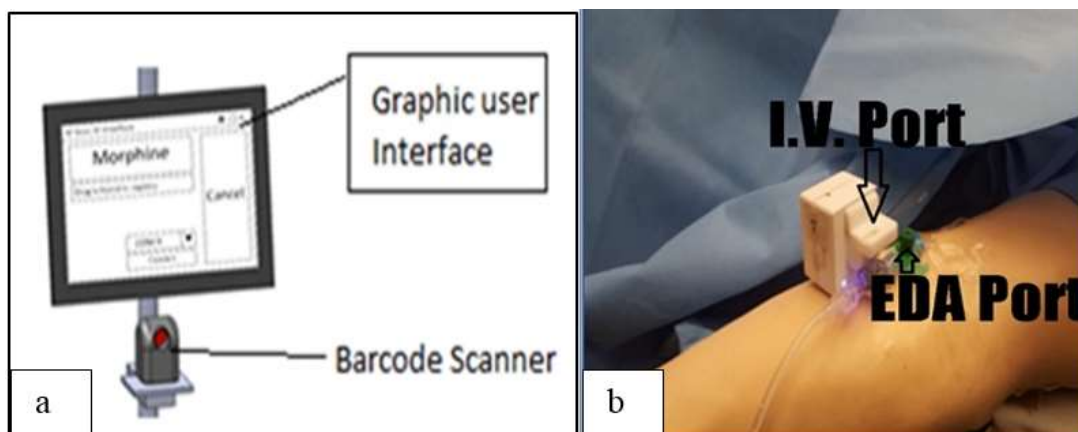 Graphic user
Interface
Morphine
Cancel
Barcode Scanner
a
I.V. Port
EDA Port
b